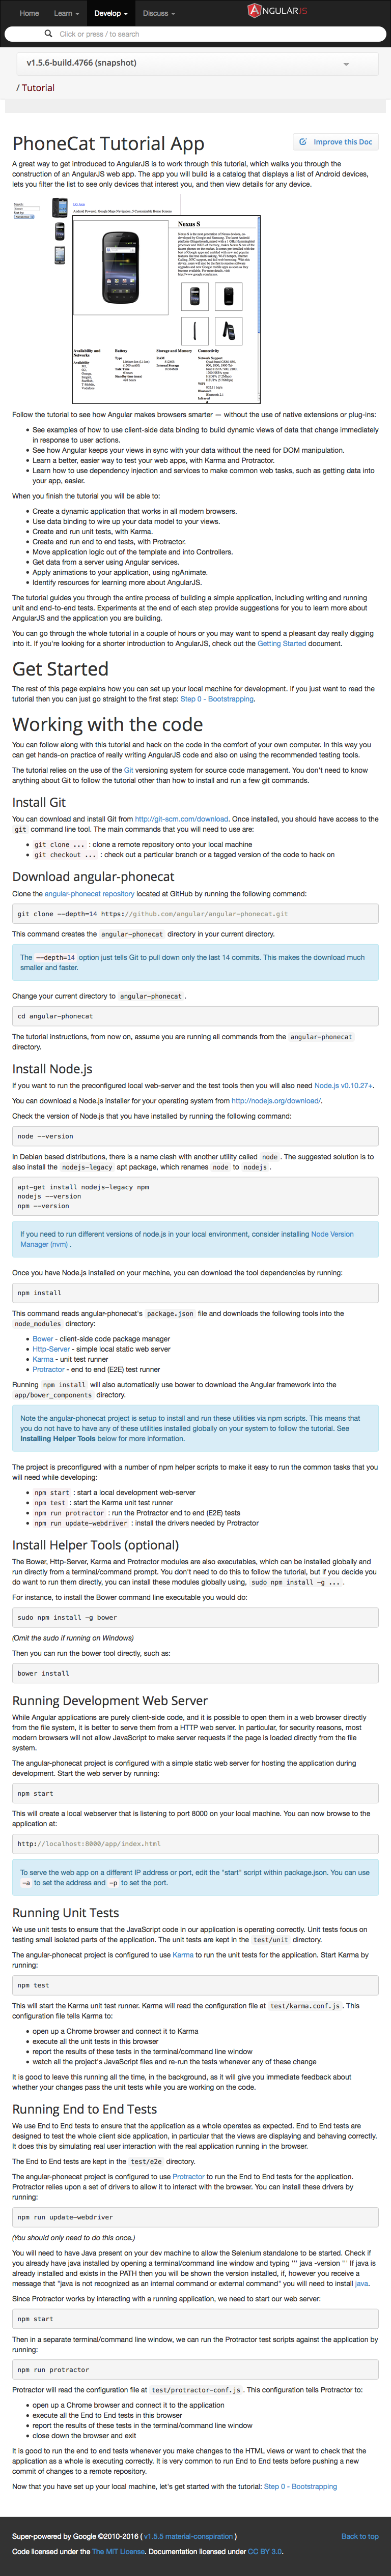 Home Learn Develop Discuss
ANGULARJS
Click or press / to search
v1.5.6-build.4766 (snapshot)
/ Tutorial
PhoneCat Tutorial App
Improve this Doc
A great way to get introduced to AngularJS is to work through this tutorial, which walks you through the
construction of an AngularJS web app. The app you will build is a catalog that displays a list of Android devices,
lets you filter the list to see only devices that interest you, and then view details for any device.
Nexus S
Availability and
Networks
Battery
Storage and Memory
Connectivity
Follow the tutorial to see how Angular makes browsers smarter — without the use of native extensions or plug-ins:
See examples of how to use client-side data binding to build dynamic views of data that change immediately
in response to user actions.
See how Angular keeps your views in sync with your data without the need for DOM manipulation.
Learn a better, easier way to test your web apps, with Karma and Protractor.
Learn how to use dependency injection and services to make common web tasks, such as getting data into
your app, easier.
When you finish the tutorial you will be able to:
Create a dynamic application that works in all modern browsers.
Use data binding to wire up your data model to your views.
Create and run unit tests, with Karma.
Create and run end to end tests, with Protractor.
Move application logic out of the template and into Controllers.
Get data from a server using Angular services.
Apply animations to your application, using ngAnimate.
Identify resources for learning more about AngularJS.
The tutorial guides you through the entire process of building a simple application, including writing and running
unit and end-to-end tests. Experiments at the end of each step provide suggestions for you to learn more about
AngularJS and the application you are building.
You can go through the whole tutorial in a couple of hours or you may want to spend a pleasant day really digging
into it. If you're looking for a shorter introduction to AngularJS, check out the Getting Started document.
Get Started
The rest of this page explains how you can set up your local machine for development. If you just want to read the
tutorial then you can just go straight to the first step: Step 0 - Bootstrapping.
Working with the code
You can follow along with this tutorial and hack on the code in the comfort of your own computer. In this way you
can get hands-on practice of really writing AngularJS code and also on using the recommended testing tools.
The tutorial relies on the use of the Git versioning system for source code management. You don't need to know
anything about Git to follow the tutorial other than how to install and run a few git commands.
Install Git
You can download and install Git from http://git-scm.com/download. Once installed, you should have access to the
git command line tool. The main commands that you will need to use are:
git clone ... : clone a remote repository onto your local machine
git checkout ... : check out a particular branch or a tagged version of the code to hack on
Download angular-phonecat
Clone the angular-phonecat repository located at GitHub by running the following command:
git clone --depth=14 https://github.com/angular/angular-phonecat.git
This command creates the angular-phonecat directory in your current directory.
The --depth=14 option just tells Git to pull down only the last 14 commits. This makes the download much
smaller and faster.
Change your current directory to angular-phonecat .
cd angular-phonecat
The tutorial instructions, from now on, assume you are running all commands from the angular-phonecat
directory.
Install Node.js
If you want to run the preconfigured local web-server and the test tools then you will also need Node.js v0.10.27+.
You can download a Node.js installer for your operating system from http://nodejs.org/download/.
Check the version of Node.js that you have installed by running the following command:
node --version
In Debian based distributions, there is a name clash with another utility called node . The suggested solution is to
also install the nodejs-legacy apt package, which renames node to nodejs .
apt-get install nodejs-legacy npm
nodejs --version
npm --version
If you need to run different versions of node.js in your local environment, consider installing Node Version
Manager (nvm) .
Once you have Node.js installed on your machine, you can download the tool dependencies by running:
npm install
This command reads angular-phonecat's package.json file and downloads the following tools into the
node_modules directory:
Bower - client-side code package manager
Http-Server - simple local static web server
Karma - unit test runner
Protractor - end to end (E2E) test runner
Running npm install will also automatically use bower to download the Angular framework into the
app/bower_components directory.
Note the angular-phonecat project is setup to install and run these utilities via npm scripts. This means that
you do not have to have any of these utilities installed globally on your system to follow the tutorial. See
Installing Helper Tools below for more information.
The project is preconfigured with a number of npm helper scripts to make it easy to run the common tasks that you
will need while developing:
npm start : start a local development web-server
npm test : start the Karma unit test runner
npm run protractor : run the Protractor end to end (E2E) tests
npm run update-webdriver : install the drivers needed by Protractor
Install Helper Tools (optional)
The Bower, Http-Server, Karma and Protractor modules are also executables, which can be installed globally and
run directly from a terminal/command prompt. You don't need to do this to follow the tutorial, but if you decide you
do want to run them directly, you can install these modules globally using, sudo npm install -g ... .
For instance, to install the Bower command line executable you would do:
sudo npm install -g bower
(Omit the sudo if running on Windows)
Then you can run the bower tool directly, such as:
bower install
Running Development Web Server
While Angular applications are purely client-side code, and it is possible to open them in a web browser directly
from the file system, it is better to serve them from a HTTP web server. In particular, for security reasons, most
modern browsers will not allow JavaScript to make server requests if the page is loaded directly from the file
system.
The angular-phonecat project is configured with a simple static web server for hosting the application during
development. Start the web server by running:
npm start
This will create a local webserver that is listening to port 8000 on your local machine. You can now browse to the
application at:
http://localhost:8000/app/index.html
To serve the web app on a different IP address or port, edit the "start" script within package.json. You can use
-a to set the address and -p to set the port.
Running Unit Tests
We use unit tests to ensure that the JavaScript code in our application is operating correctly. Unit tests focus on
testing small isolated parts of the application. The unit tests are kept in the test/unit directory.
The angular-phonecat project is configured to use Karma to run the unit tests for the application. Start Karma by
running:
npm test
This will start the Karma unit test runner. Karma will read the configuration file at test/karma.conf.js . This
configuration file tells Karma to:
open up a Chrome browser and connect it to Karma
execute all the unit tests in this browser
report the results of these tests in the terminal/command line window
watch all the project's JavaScript files and re-run the tests whenever any of these change
It is good to leave this running all the time, in the background, as it will give you immediate feedback about
whether your changes pass the unit tests while you are working on the code.
Running End to End Tests
We use End to End tests to ensure that the application as a whole operates as expected. End to End tests are
designed to test the whole client side application, in particular that the views are displaying and behaving correctly.
It does this by simulating real user interaction with the real application running in the browser.
The End to End tests are kept in the test/e2e directory.
The angular-phonecat project is configured to use Protractor to run the End to End tests for the application.
Protractor relies upon a set of drivers to allow it to interact with the browser. You can install these drivers by
running:
npm run update-webdriver
(You should only need to do this once.)
You will need to have Java present on your dev machine to allow the Selenium standalone to be started. Check if
you already have java installed by opening a terminal/command line window and typing ''' java -version ''' If java is
already installed and exists in the PATH then you will be shown the version installed, if, however you receive a
message that "java is not recognized as an internal command or external command" you will need to install java.
Since Protractor works by interacting with a running application, we need to start our web server:
npm start
Then in a separate terminal/command line window, we can run the Protractor test scripts against the application by
running:
npm run protractor
Protractor will read the configuration file at test/protractor-conf.js . This configuration tells Protractor to:
open up a Chrome browser and connect it to the application
execute all the End to End tests in this browser
report the results of these tests in the terminal/command line window
close down the browser and exit
It is good to run the end to end tests whenever you make changes to the HTML views or want to check that the
application as a whole is executing correctly. It is very common to run End to End tests before pushing a new
commit of changes to a remote repository.
Now that you have set up your local machine, let's get started with the tutorial: Step 0 - Bootstrapping
Super-powered by Google ©2010-2016 ( v1.5.5 material-conspiration )
Back to top
Code licensed under the The MIT License. Documentation licensed under CC BY 3.0.